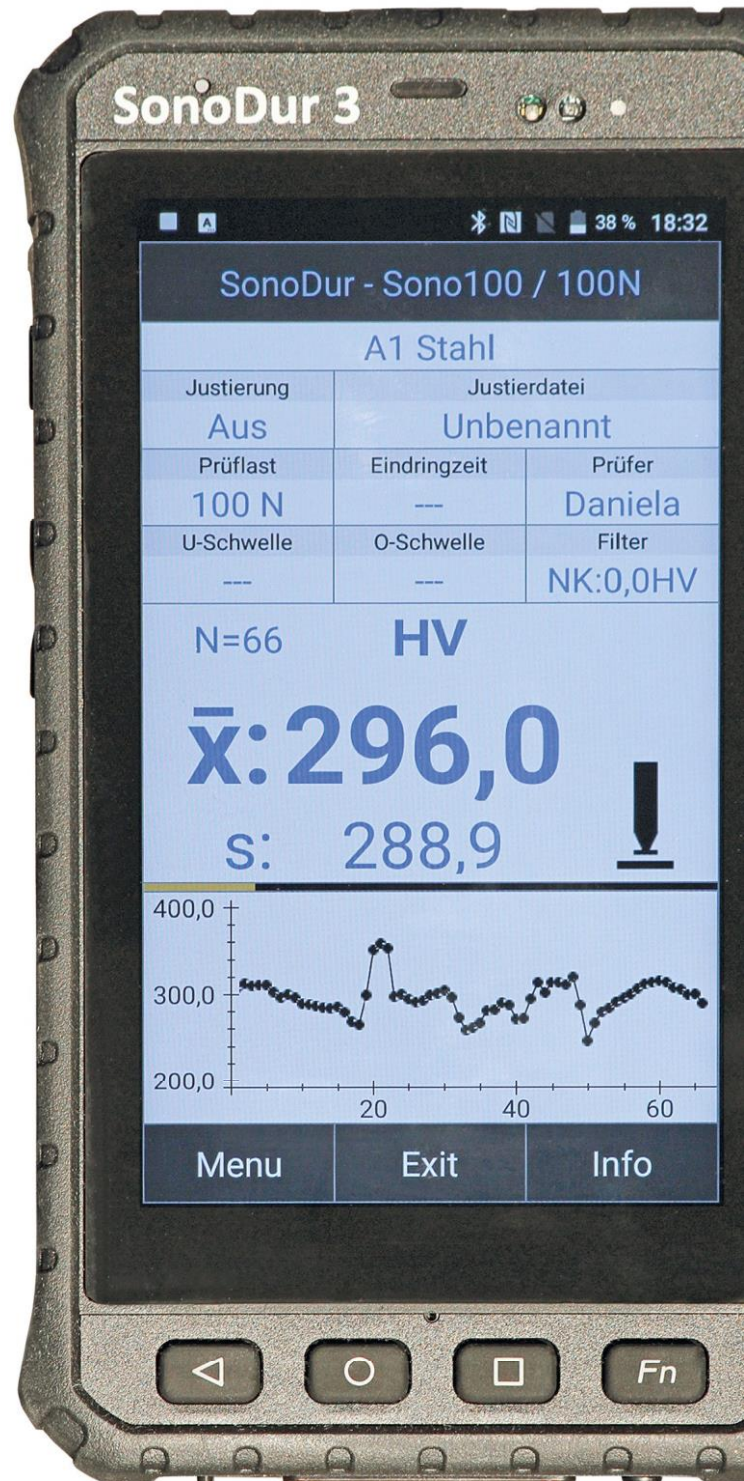 SonoDur 3
A
38 % 18:32
SonoDur - Sono100 / 100N
A1 Stahl
Justierung Justierdatei
Aus Unbenannt
Prüflast Eindringzeit Prüfer
100 N --- Daniela
U-Schwelle O-Schwelle Filter
--- --- NK:0,0HV
N=66 HV
x̄: 296,0
s: 288,9
400,0
300,0
200,0
20 40 60
Menu Exit Info
Fn